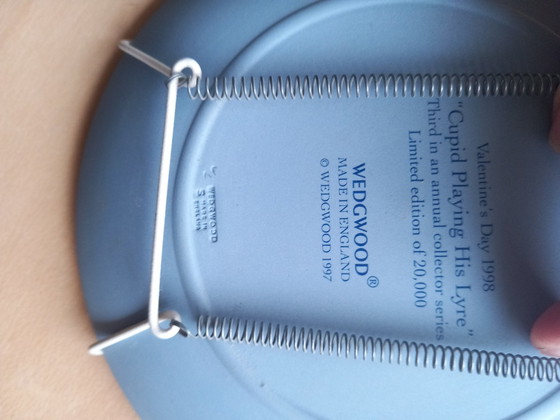 Valentine's Day 1998
"Cupid Playing His Lyre"
Third in an annual collector series
Limited edition of 20,000
WEDGWOOD®
MADE IN ENGLAND
© WEDGWOOD 1997
WEDGWOOD